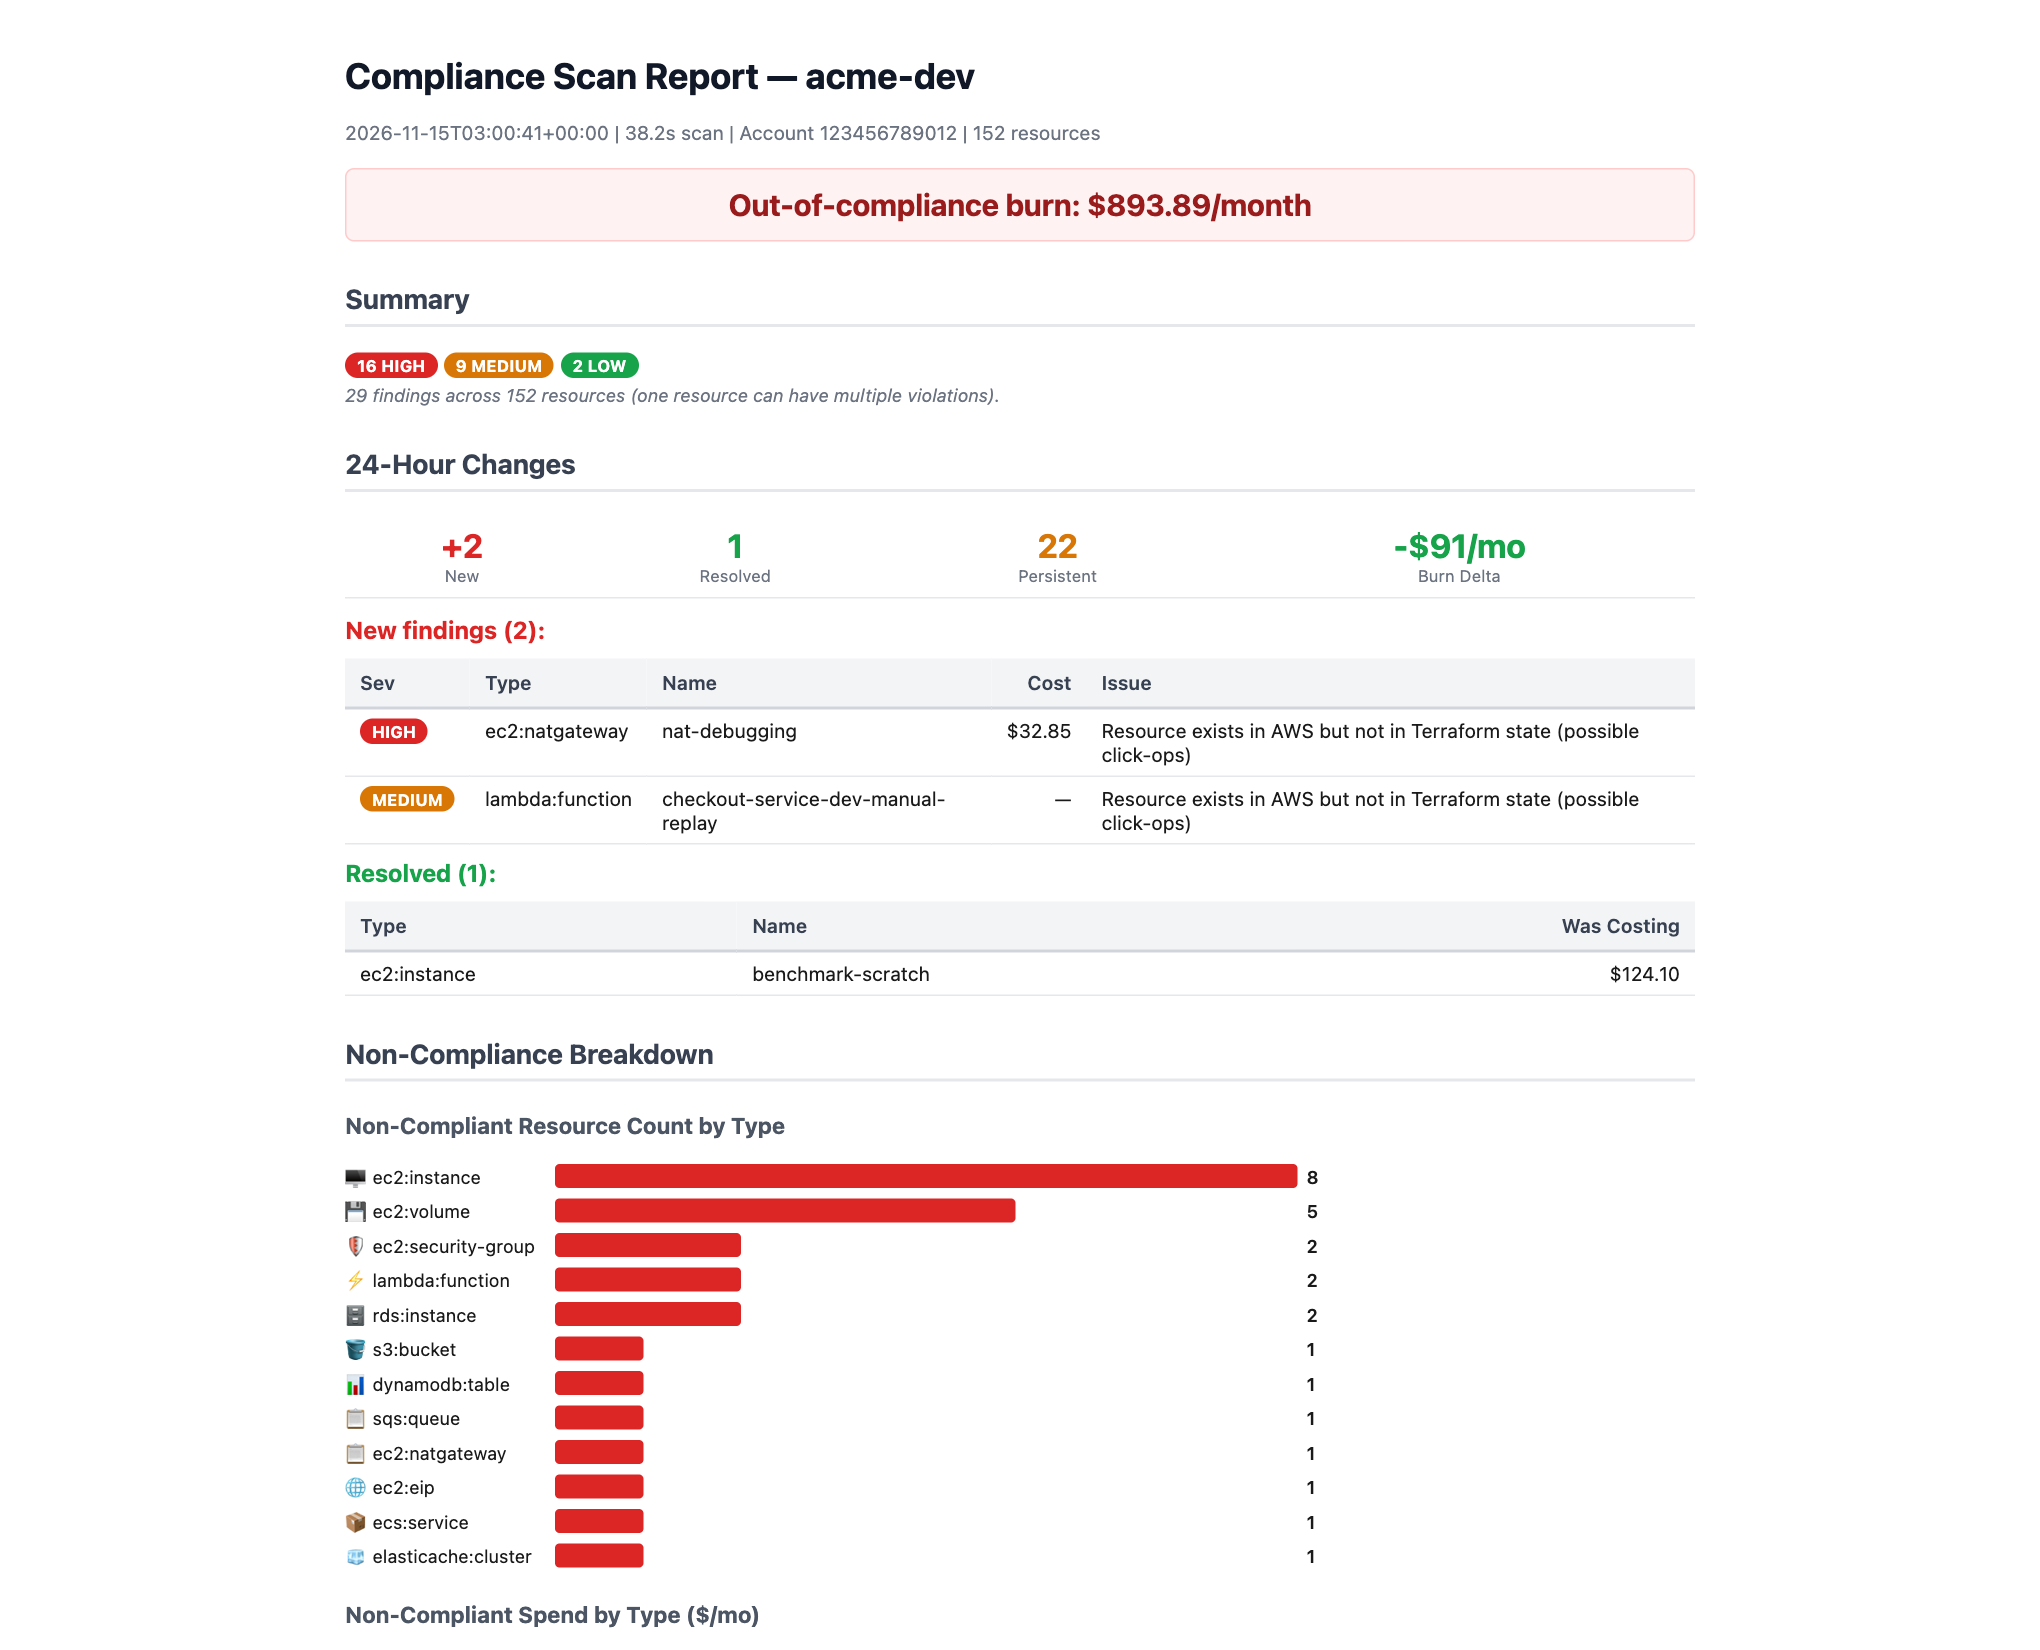 Compliance Scan Report — acme-dev
2026-11-15T03:00:41+00:00 | 38.2s scan | Account 123456789012 | 152 resources
Out-of-compliance burn: $893.89/month
Summary
16 HIGH 9 MEDIUM 2 LOW
29 findings across 152 resources (one resource can have multiple violations).
24-Hour Changes
+2 1 22 -$91/mo
New Resolved Persistent Burn Delta
New findings (2):
Sev Type Name Cost Issue
HIGH ec2:natgateway nat-debugging $32.85 Resource exists in AWS but not in Terraform state (possible
click-ops)
MEDIUM lambda:function checkout-service-dev-manual- — Resource exists in AWS but not in Terraform state (possible
replay click-ops)
Resolved (1):
Type Name Was Costing
ec2:instance benchmark-scratch $124.10
Non-Compliance Breakdown
Non-Compliant Resource Count by Type
ec2:instance 8
ec2:volume 5
ec2:security-group 2
lambda:function 2
rds:instance 2
s3:bucket 1
dynamodb:table 1
sqs:queue 1
ec2:natgateway 1
ec2:eip 1
ecs:service 1
elasticache:cluster 1
Non-Compliant Spend by Type ($/mo)